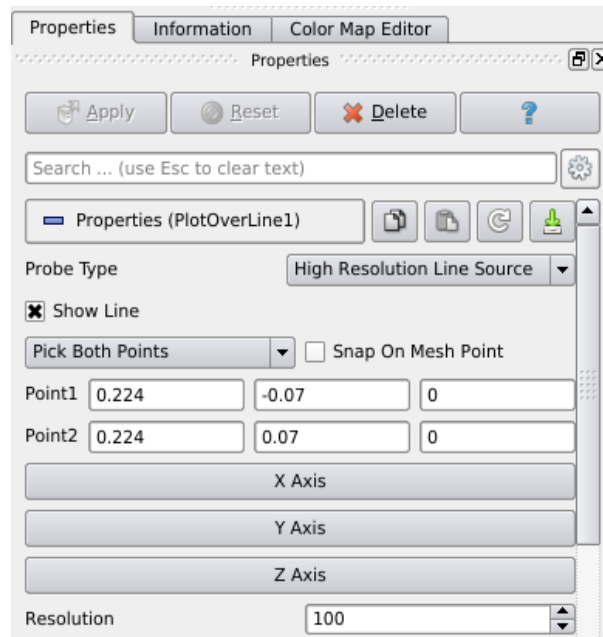 Properties Information Color Map Editor
Properties
Apply Reset Delete ?
Search ... (use Esc to clear text)
Properties (PlotOverLine1)
Probe Type High Resolution Line Source
Show Line
Pick Both Points Snap On Mesh Point
Point1 0.224 -0.07 0
Point2 0.224 0.07 0
X Axis
Y Axis
Z Axis
Resolution 100